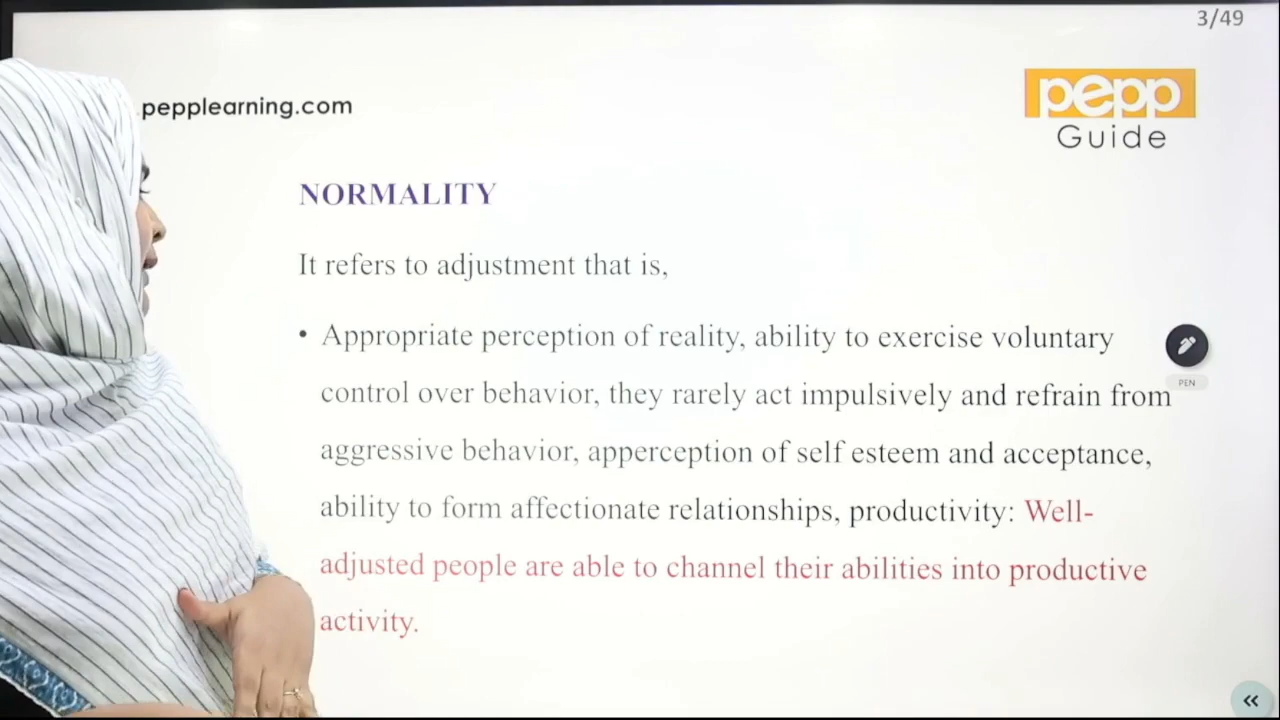 3/49
pepplearning.com
pepp
Guide
NORMALITY
It refers to adjustment that is,
• Appropriate perception of reality, ability to exercise voluntary
control over behavior, they rarely act impulsively and refrain from
aggressive behavior, apperception of self esteem and acceptance,
ability to form affectionate relationships, productivity: Well-
adjusted people are able to channel their abilities into productive
activity.
PEN